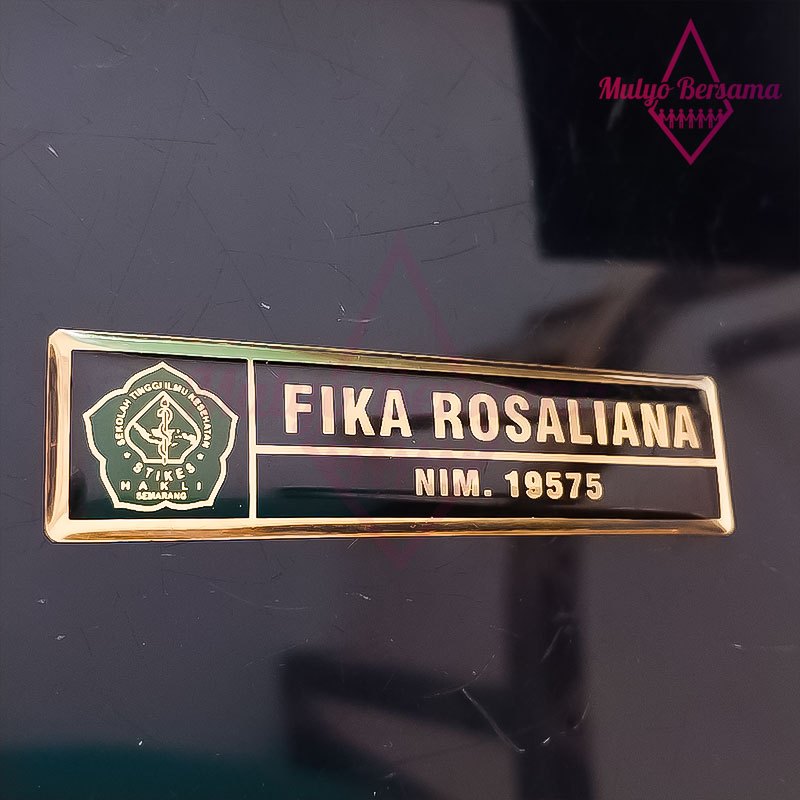 Mulyo Bersama
FIKA ROSALIANA
NIM. 19575
SEKOLAH TINGGI ILMU KESEHATAN
STIKES
HAKLI
SEMARANG